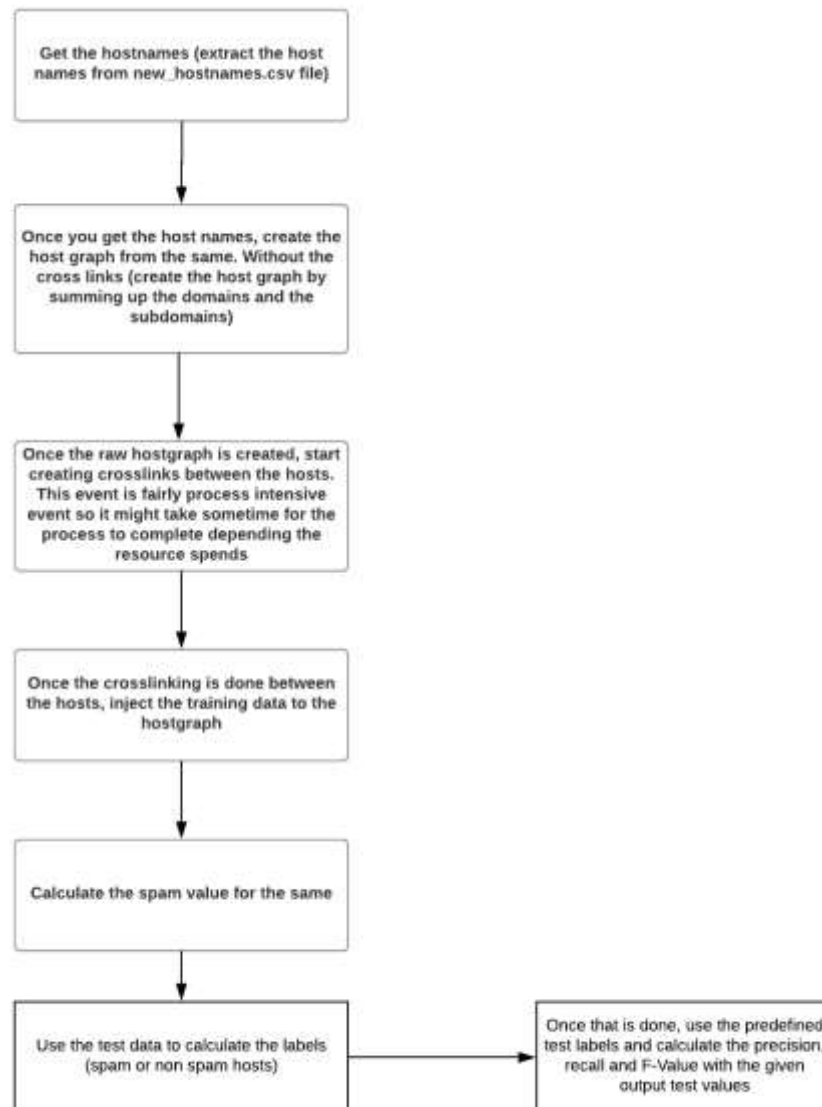 Get the hostnames (extract the host
names from new_hostnames.csv file)
Once you get the host names, create the
host graph from the same. Without the
cross links (create the host graph by
summing up the domains and the
subdomains)
Once the raw hostgraph is created, start
creating crosslinks between the hosts.
This event is fairly process intensive
event so it might take sometime for the
process to complete depending the
resource spends
Once the crosslinking is done between
the hosts, inject the training data to the
hostgraph
Calculate the spam value for the same
Use the test data to calculate the labels
(spam or non spam hosts)
Once that is done, use the predefined
test labels and calculate the precision,
recall and F-Value with the given
output test values